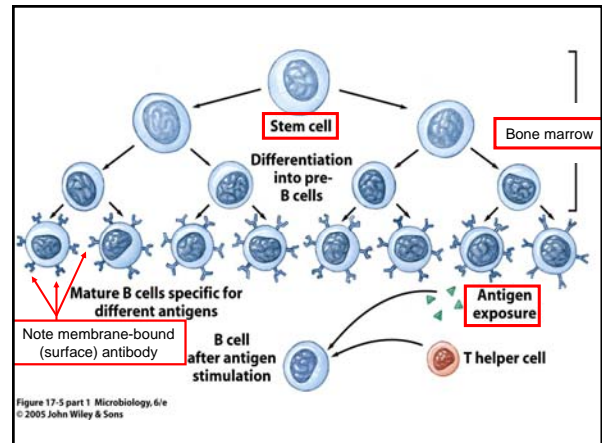 Stem cell
Bone marrow
Differentiation
into pre-
B cells
Mature B cells specific for
different antigens
Antigen
exposure
Note membrane-bound
(surface) antibody
B cell
after antigen
stimulation
T helper cell
Figure 17-5 part 1 Microbiology, 6/e
© 2005 John Wiley & Sons